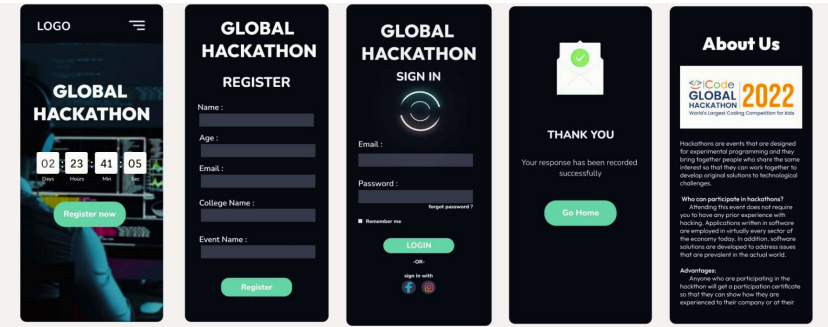 LOGO
GLOBAL
HACKATHON
02 : 23 : 41 : 05
Days Hours Min Sec
Register now
GLOBAL
HACKATHON
REGISTER
Name :
Age :
Email :
College Name :
Event Name :
Register
GLOBAL
HACKATHON
SIGN IN
Email :
Password :
forgot password ?
Remember me
LOGIN
-OR-
sign in with
THANK YOU
Your response has been recorded
successfully
Go Home
About Us
</>iCode
GLOBAL
HACKATHON
2022
World's Largest Coding Competition for kids
Hackathons are events that are designed
for experimental programming and they
bring together people who share the same
interest so that they can work together to
develop original solutions to technological
challenges.
Who can participate in hackathons?
Attending this event does not require
you to have any prior experience with
hacking. Applications written in software
are employed in virtually every sector of
the economy today. In addition, software
solutions are developed to address issues
that are prevalent in the actual world.
Advantages:
Anyone who are participating in the
hackthon will get a participation certificate
so that they can show how they are
experienced to their company or at their